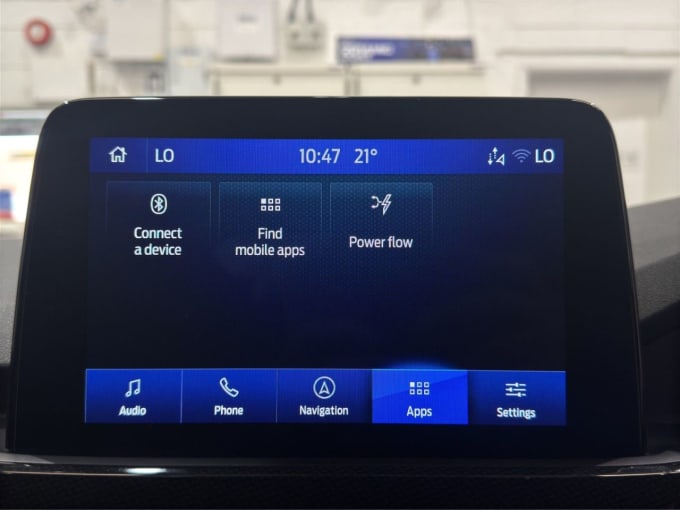 LO 10:47 21° LO
Connect
a device
Find
mobile apps
Power flow
Audio
Phone
Navigation
Apps
Settings